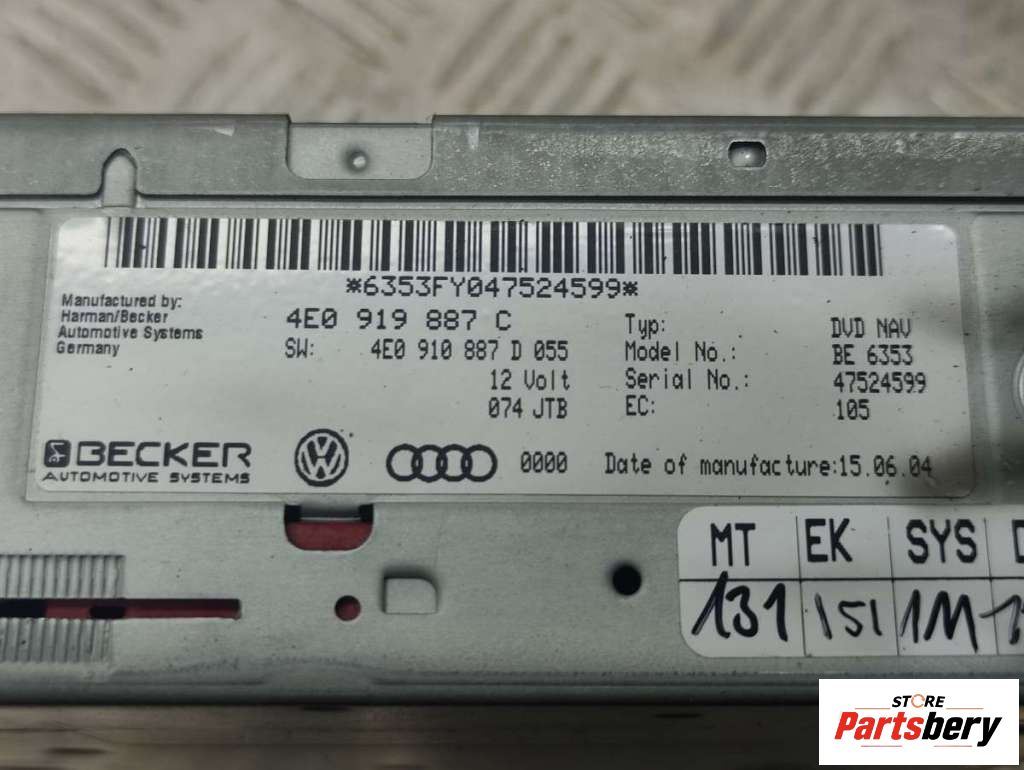 *6353FY047524599*
Manufactured by:
Harman/Becker
Automotive Systems
Germany
4E0 919 887 C
SW: 4E0 910 887 D 055
12 Volt
074 JTB
Typ: DVD NAV
Model No.: BE 6353
Serial No.: 47524599
EC: 105
BECKER
AUTOMOTIVE SYSTEMS
0000 Date of manufacture:15.06.04
MT EK SYS
131 151 1M
STORE
Partsbery